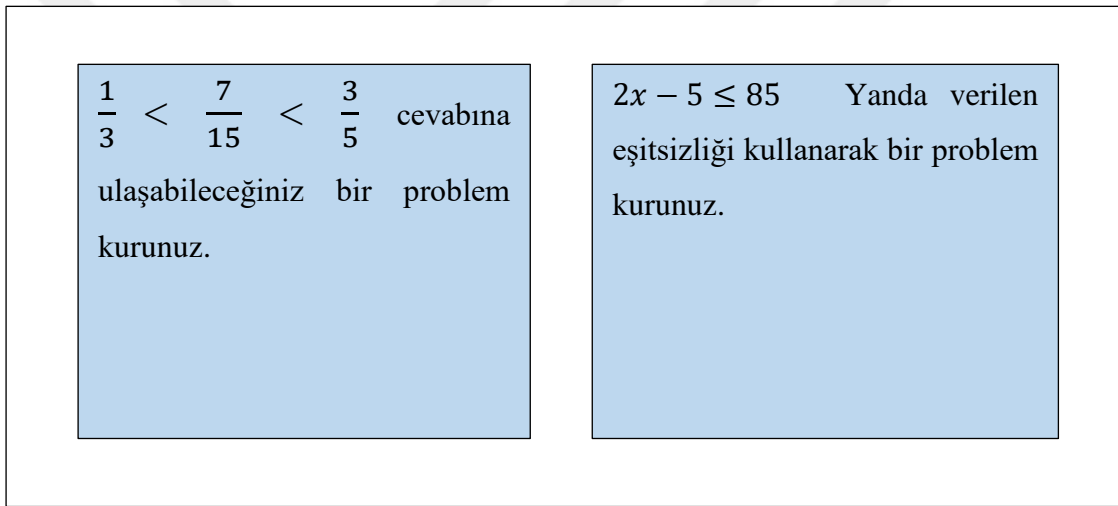 1/3 < 7/15 < 3/5 cevabına
ulaşabileceğiniz bir problem
kurunuz.
2x − 5 ≤ 85 Yanda verilen
eşitsizliği kullanarak bir problem
kurunuz.